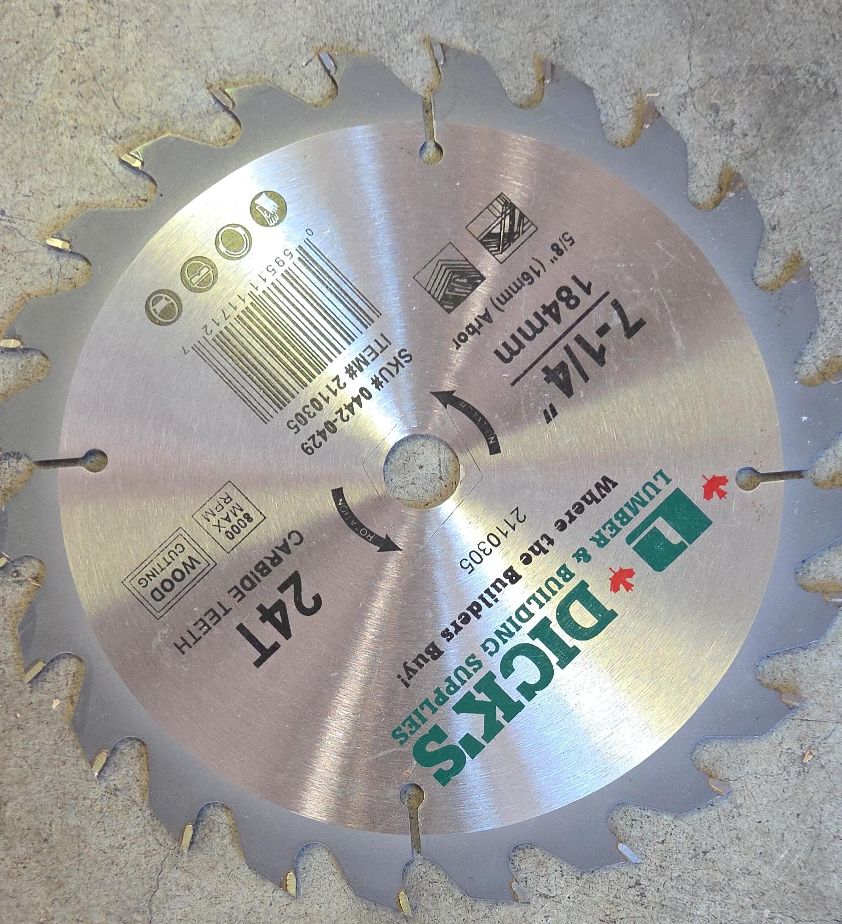 DICK'S
LUMBER & BUILDING SUPPLIES
Where the Builders Buy!
2110305
7-1/4"
184mm
5/8" (16mm) Arbor
ROTATION
ROTATION
SKU# 0442-0429
ITEM# 2110305
0 59511 11712 7
8000
MAX
RPM
WOOD
CUTTING
24T
CARBIDE TEETH